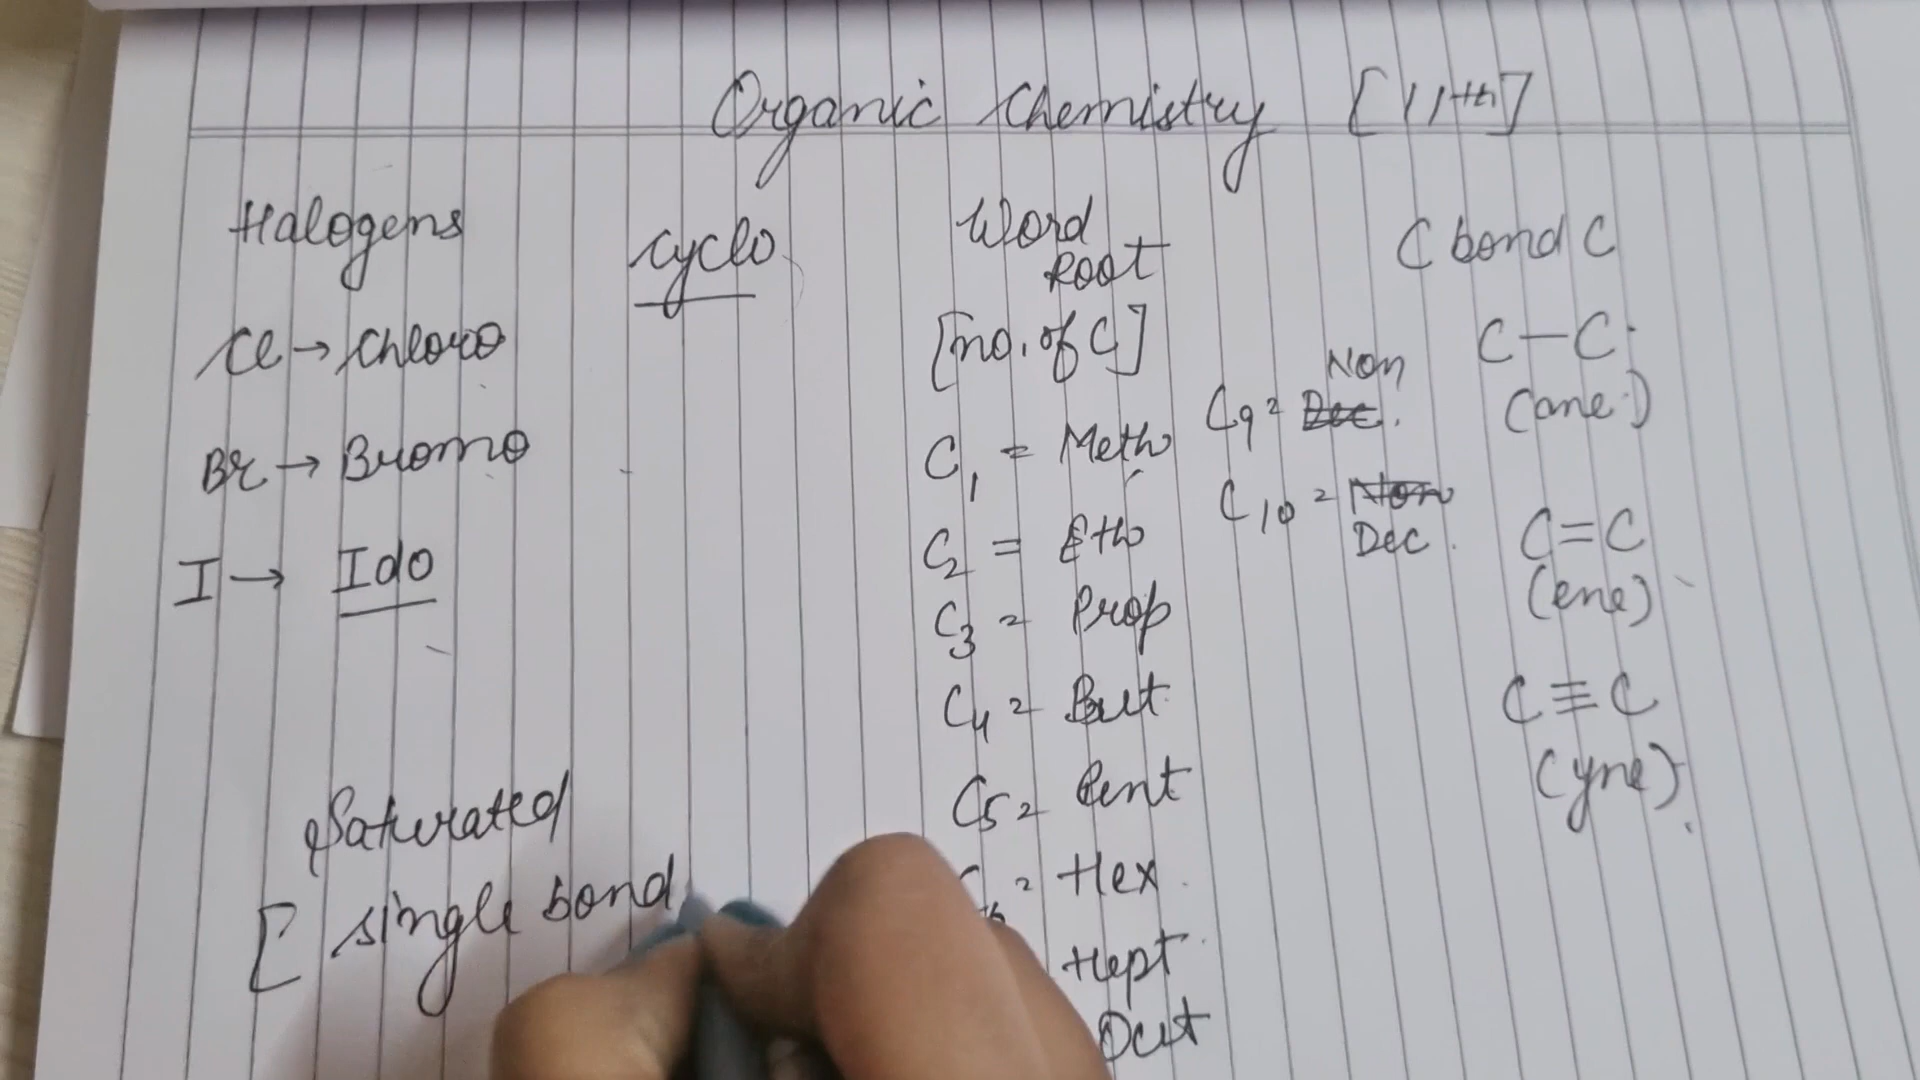 Organic Chemistry [11th]
Halogens
Cl → Chloro
Br → Bromo
I → Ido
Saturated
[ single bond
cyclo
Word
Root
[no. of C]
C1 = Meth
C2 = Eth
C3 = Prop
C4 = But
C5 = Pent
= Hex
Hept
Oct
Non
C9 = Dec.
C10 = Non
Dec.
C bond C
C-C
(ane)
C=C
(ene)
C≡C
(yne)